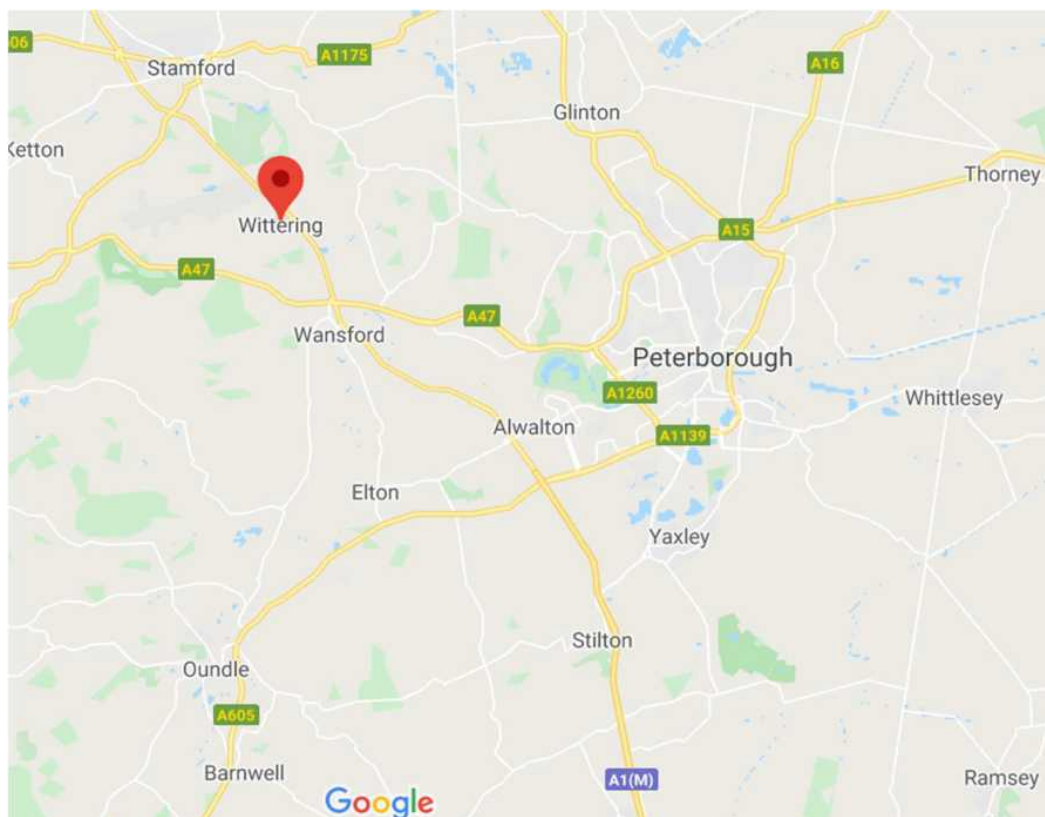 606
A1175
A16
Stamford
Glinton
Ketton
Thorney
Wittering
A15
A47
A47
Wansford
Peterborough
A1260
Whittlesey
Alwalton
A1139
Elton
Yaxley
Stilton
Oundle
A605
Barnwell
A1(M)
Ramsey
Google